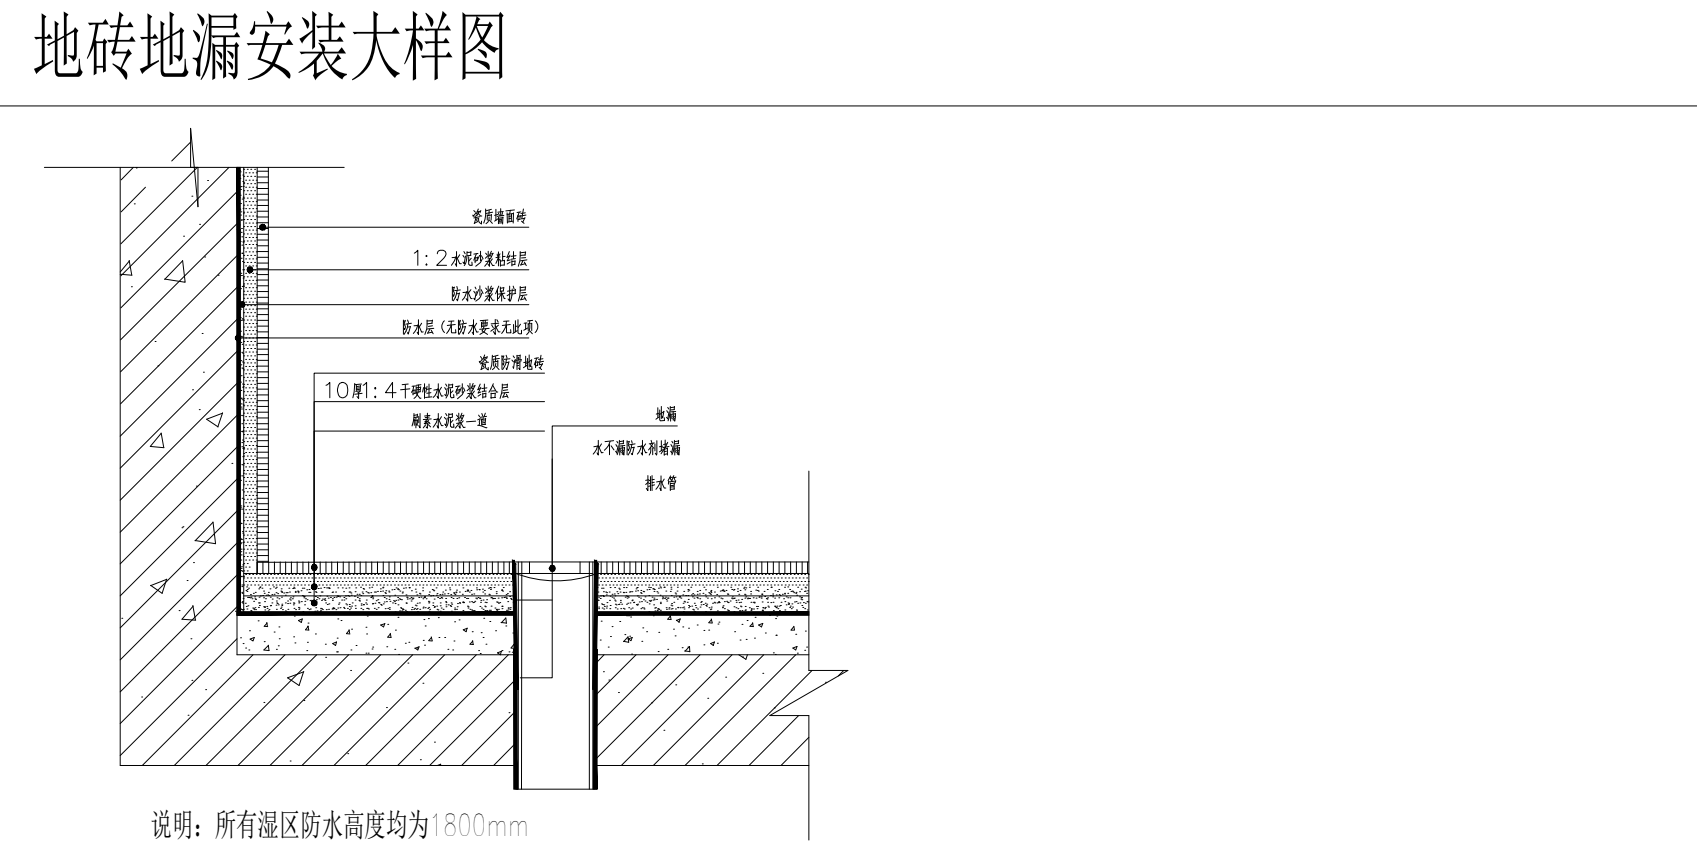 地砖地漏安装大样图
瓷质墙面砖
1:2水泥砂浆粘结层
防水沙浆保护层
防水层（无防水要求无此项）
瓷质防滑地砖
10厚1:4干硬性水泥砂浆结合层
刷素水泥浆一道
地漏
水不漏防水剂堵漏
排水管
说明：所有湿区防水高度均为1800mm